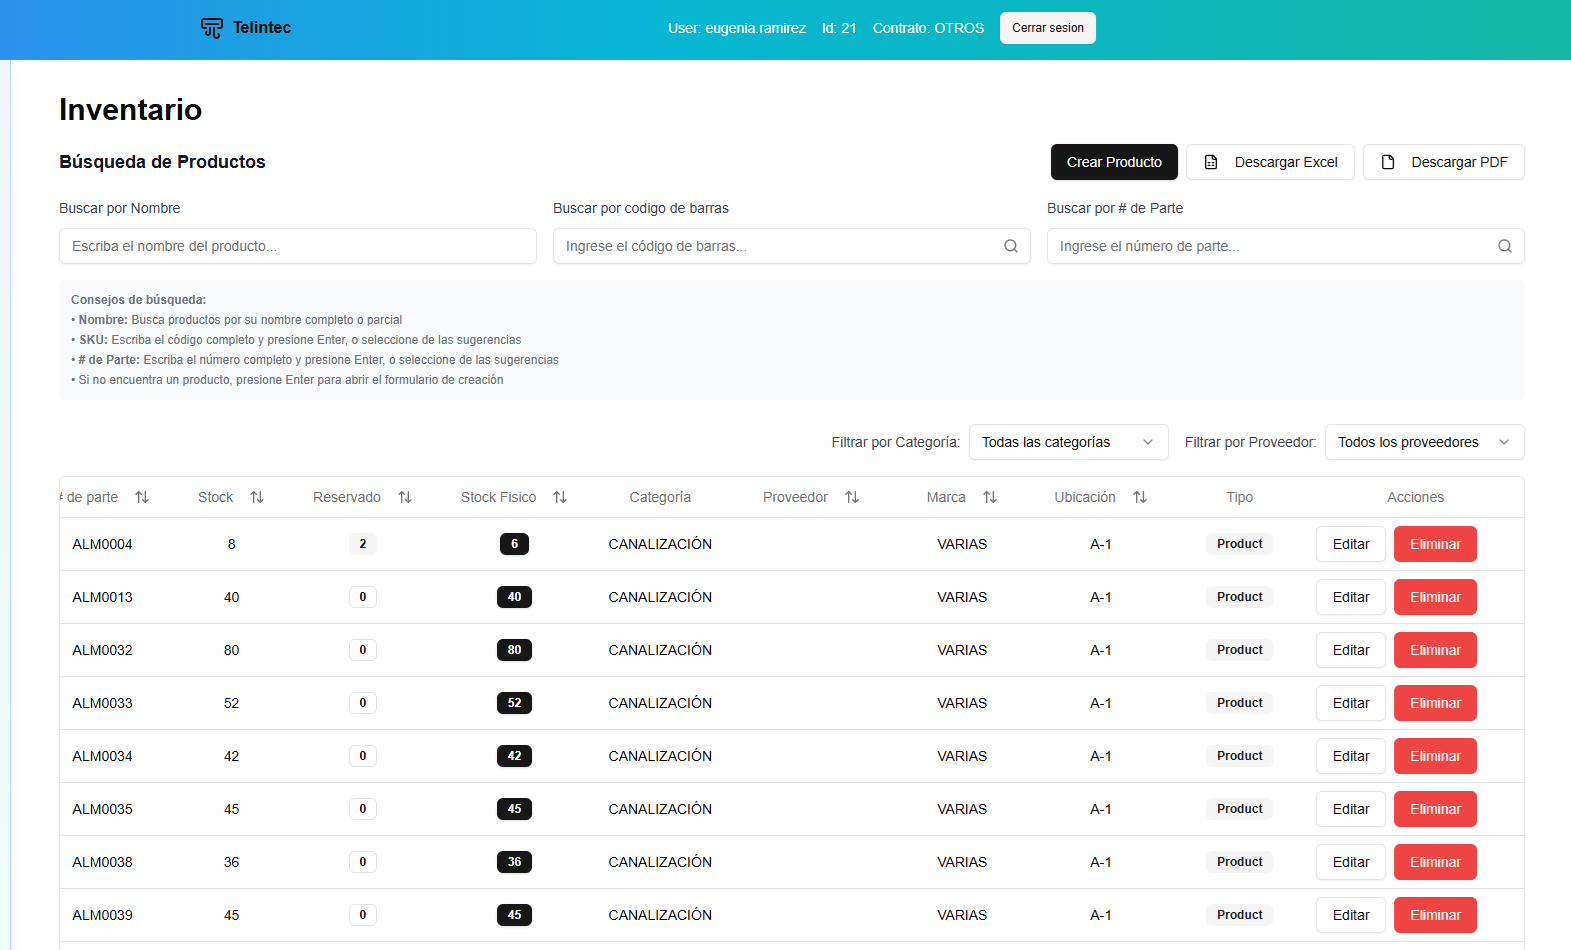 Telintec
User: eugenia.ramirez Id: 21 Contrato: OTROS Cerrar sesion
Inventario
Búsqueda de Productos
Crear Producto Descargar Excel Descargar PDF
Buscar por Nombre Buscar por codigo de barras Buscar por # de Parte
Escriba el nombre del producto... Ingrese el código de barras... Ingrese el número de parte...
Consejos de búsqueda:
• Nombre: Busca productos por su nombre completo o parcial
• SKU: Escriba el código completo y presione Enter, o seleccione de las sugerencias
• # de Parte: Escriba el número completo y presione Enter, o seleccione de las sugerencias
• Si no encuentra un producto, presione Enter para abrir el formulario de creación
Filtrar por Categoría: Todas las categorías Filtrar por Proveedor: Todos los proveedores
# de parte Stock Reservado Stock Fisico Categoría Proveedor Marca Ubicación Tipo Acciones
ALM0004 8 2 6 CANALIZACIÓN VARIAS A-1 Product Editar Eliminar
ALM0013 40 0 40 CANALIZACIÓN VARIAS A-1 Product Editar Eliminar
ALM0032 80 0 80 CANALIZACIÓN VARIAS A-1 Product Editar Eliminar
ALM0033 52 0 52 CANALIZACIÓN VARIAS A-1 Product Editar Eliminar
ALM0034 42 0 42 CANALIZACIÓN VARIAS A-1 Product Editar Eliminar
ALM0035 45 0 45 CANALIZACIÓN VARIAS A-1 Product Editar Eliminar
ALM0038 36 0 36 CANALIZACIÓN VARIAS A-1 Product Editar Eliminar
ALM0039 45 0 45 CANALIZACIÓN VARIAS A-1 Product Editar Eliminar